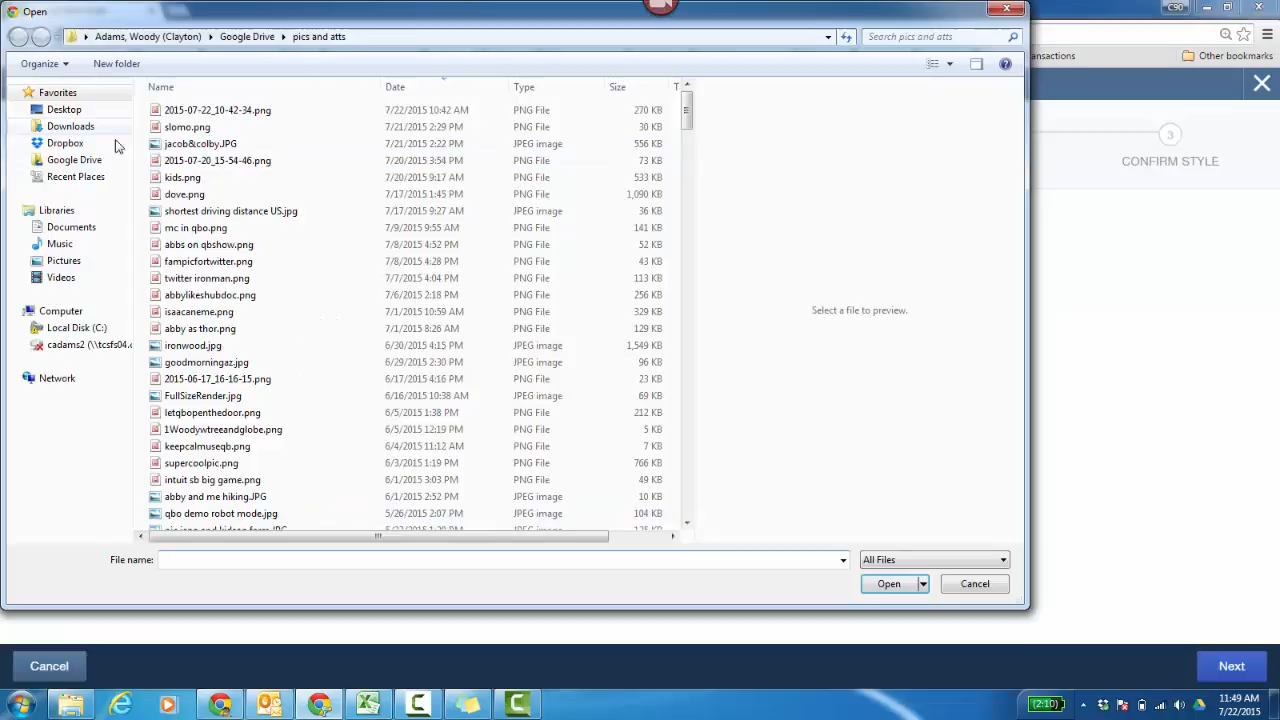 Open
C90
Adams, Woody (Clayton) Google Drive pics and atts
Search pics and atts
Organize New folder
ansactions Other bookmarks
Name Date Type Size T
Favorites
Desktop
Downloads
Dropbox
Google Drive
Recent Places
Libraries
Documents
Music
Pictures
Videos
Computer
Local Disk (C:)
cadams2 (\\tcsfs04.c
Network
2015-07-22_10-42-34.png 7/22/2015 10:42 AM PNG File 270 KB
slomo.png 7/21/2015 2:29 PM PNG File 30 KB
jacob&colby.JPG 7/21/2015 2:22 PM JPEG image 556 KB
2015-07-20_15-54-46.png 7/20/2015 3:54 PM PNG File 73 KB
kids.png 7/20/2015 9:17 AM PNG File 533 KB
dove.png 7/17/2015 1:45 PM PNG File 1,090 KB
shortest driving distance US.jpg 7/17/2015 9:27 AM JPEG image 36 KB
mc in qbo.png 7/9/2015 9:55 AM PNG File 141 KB
abbs on qbshow.png 7/8/2015 4:52 PM PNG File 52 KB
fampicfortwitter.png 7/8/2015 4:28 PM PNG File 43 KB
twitter ironman.png 7/7/2015 4:04 PM PNG File 113 KB
abbylikeshubdoc.png 7/6/2015 2:18 PM PNG File 256 KB
isaacaneme.png 7/1/2015 10:59 AM PNG File 329 KB
abby as thor.png 7/1/2015 8:26 AM PNG File 129 KB
ironwood.jpg 6/30/2015 4:15 PM JPEG image 1,549 KB
goodmorningaz.jpg 6/29/2015 2:30 PM JPEG image 96 KB
2015-06-17_16-16-15.png 6/17/2015 4:16 PM PNG File 23 KB
FullSizeRender.jpg 6/16/2015 10:38 AM JPEG image 69 KB
letqbopenthedoor.png 6/5/2015 1:38 PM PNG File 212 KB
1Woodywtreeandglobe.png 6/5/2015 12:19 PM PNG File 5 KB
keepcalmuseqb.png 6/4/2015 11:12 AM PNG File 7 KB
supercoolpic.png 6/3/2015 1:19 PM PNG File 766 KB
intuit sb big game.png 6/1/2015 3:03 PM PNG File 49 KB
abby and me hiking.JPG 6/1/2015 2:52 PM JPEG image 10 KB
qbo demo robot mode.jpg 5/26/2015 2:07 PM JPEG image 104 KB
Select a file to preview.
3
CONFIRM STYLE
File name: All Files
Open Cancel
Cancel Next
(2:10) 11:49 AM
7/22/2015